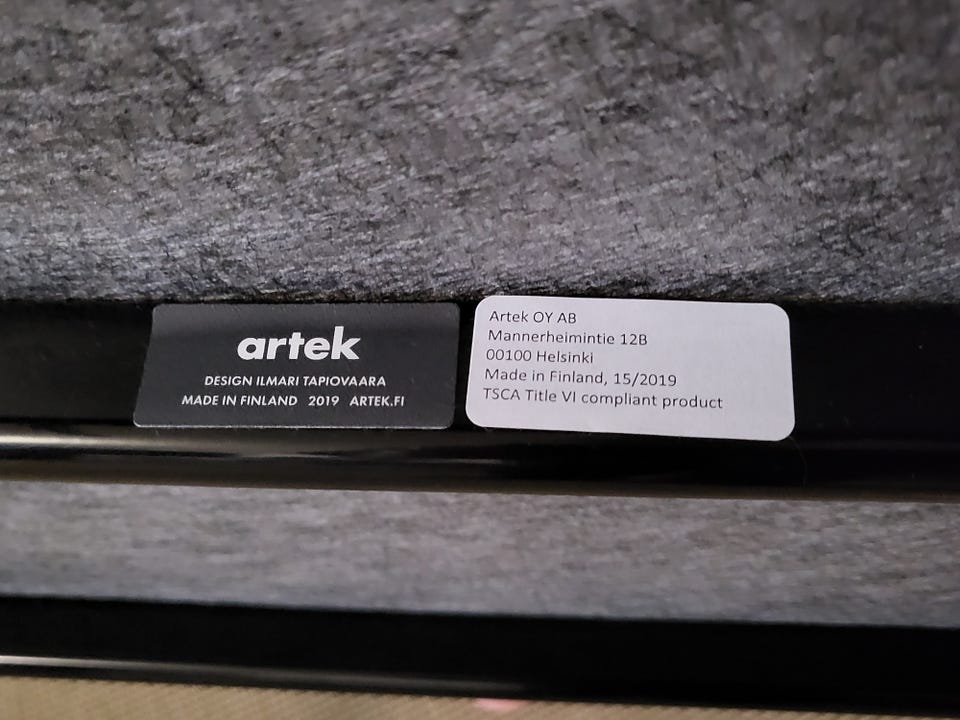 artek
DESIGN ILMARI TAPIOVAARA
MADE IN FINLAND 2019 ARTEK.FI
Artek OY AB
Mannerheimintie 12B
00100 Helsinki
Made in Finland, 15/2019
TSCA Title VI compliant product